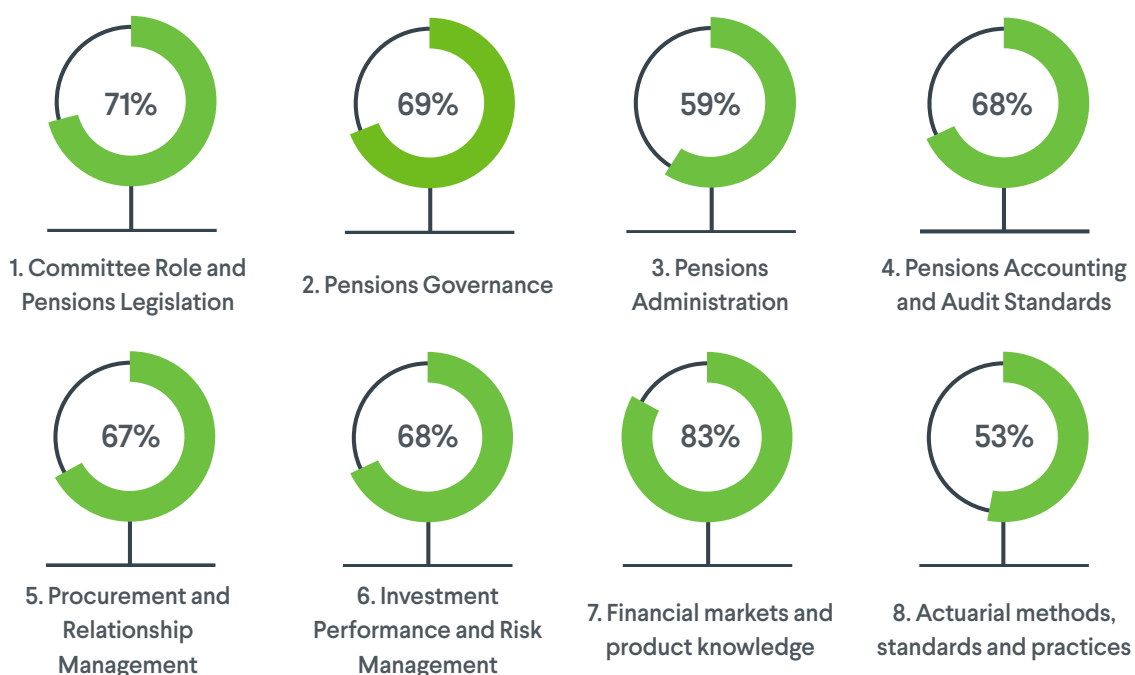 71%
69%
59%
68%
1. Committee Role and
Pensions Legislation
2. Pensions Governance
3. Pensions
Administration
4. Pensions Accounting
and Audit Standards
67%
68%
83%
53%
5. Procurement and
Relationship
Management
6. Investment
Performance and Risk
Management
7. Financial markets and
product knowledge
8. Actuarial methods,
standards and practices